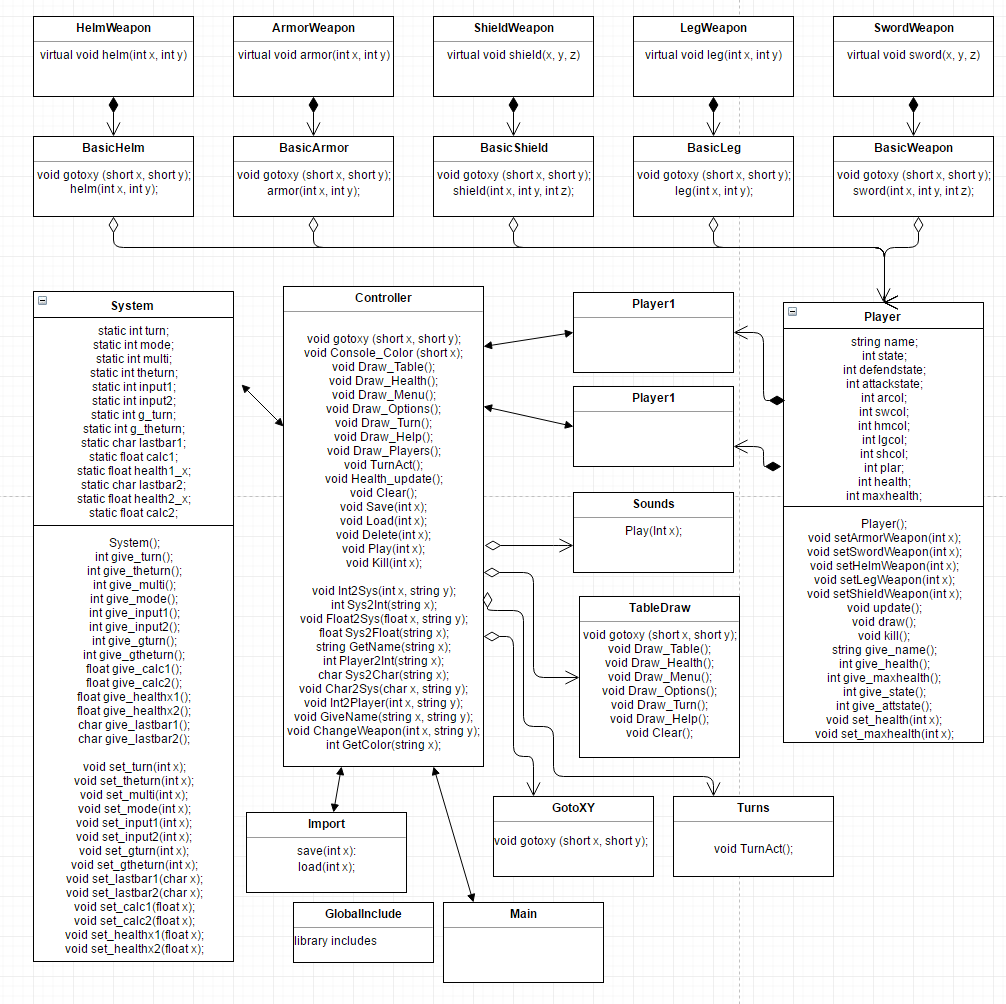 HelmWeapon
virtual void helm(int x, int y)
ArmorWeapon
virtual void armor(int x, int y)
ShieldWeapon
virtual void shield(x, y, z)
LegWeapon
virtual void leg(int x, int y)
SwordWeapon
virtual void sword(x, y, z)
BasicHelm
void gotoxy (short x, short y);
helm(int x, int y);
BasicArmor
void gotoxy (short x, short y);
armor(int x, int y);
BasicShield
void gotoxy (short x, short y);
shield(int x, int y, int z);
BasicLeg
void gotoxy (short x, short y);
leg(int x, int y);
BasicWeapon
void gotoxy (short x, short y);
sword(int x, int y, int z);
System
static int turn;
static int mode;
static int multi;
static int theturn;
static int input1;
static int input2;
static int g_turn;
static int g_theturn;
static char lastbar1;
static float calc1;
static float health1_x;
static char lastbar2;
static float health2_x;
static float calc2;
System();
int give_turn();
int give_theturn();
int give_multi();
int give_mode();
int give_input1();
int give_input2();
int give_gturn();
int give_gtheturn();
float give_calc1();
float give_calc2();
float give_healthx1();
float give_healthx2();
char give_lastbar1();
char give_lastbar2();
void set_turn(int x);
void set_theturn(int x);
void set_multi(int x);
void set_mode(int x);
void set_input1(int x);
void set_input2(int x);
void set_gturn(int x);
void set_gtheturn(int x);
void set_lastbar1(char x);
void set_lastbar2(char x);
void set_calc1(float x);
void set_calc2(float x);
void set_healthx1(float x);
void set_healthx2(float x);
Controller
void gotoxy (short x, short y);
void Console_Color (short x);
void Draw_Table();
void Draw_Health();
void Draw_Menu();
void Draw_Options();
void Draw_Turn();
void Draw_Help();
void Draw_Players();
void TurnAct();
void Health_update();
void Clear();
void Save(int x);
void Load(int x);
void Delete(int x);
void Play(int x);
void Kill(int x);
void Int2Sys(int x, string y);
int Sys2Int(string x);
void Float2Sys(float x, string y);
float Sys2Float(string x);
string GetName(string x);
int Player2Int(string x);
char Sys2Char(string x);
void Char2Sys(char x, string y);
void Int2Player(int x, string y);
void GiveName(string x, string y);
void ChangeWeapon(int x, string y);
int GetColor(string x);
Player1
Player1
Sounds
Play(Int x);
TableDraw
void gotoxy (short x, short y);
void Draw_Table();
void Draw_Health();
void Draw_Menu();
void Draw_Options();
void Draw_Turn();
void Draw_Help();
void Clear();
Player
string name;
int state;
int defendstate;
int attackstate;
int arcol;
int swcol;
int hmcol;
int lgcol;
int shcol;
int plar;
int health;
int maxhealth;
Player();
void setArmorWeapon(int x);
void setSwordWeapon(int x);
void setHelmWeapon(int x);
void setLegWeapon(int x);
void setShieldWeapon(int x);
void update();
void draw();
void kill();
string give_name();
int give_health();
int give_maxhealth();
int give_state();
int give_attstate();
void set_health(int x);
void set_maxhealth(int x);
Import
save(int x):
load(int x);
GlobalInclude
library includes
Main
GotoXY
void gotoxy (short x, short y);
Turns
void TurnAct();